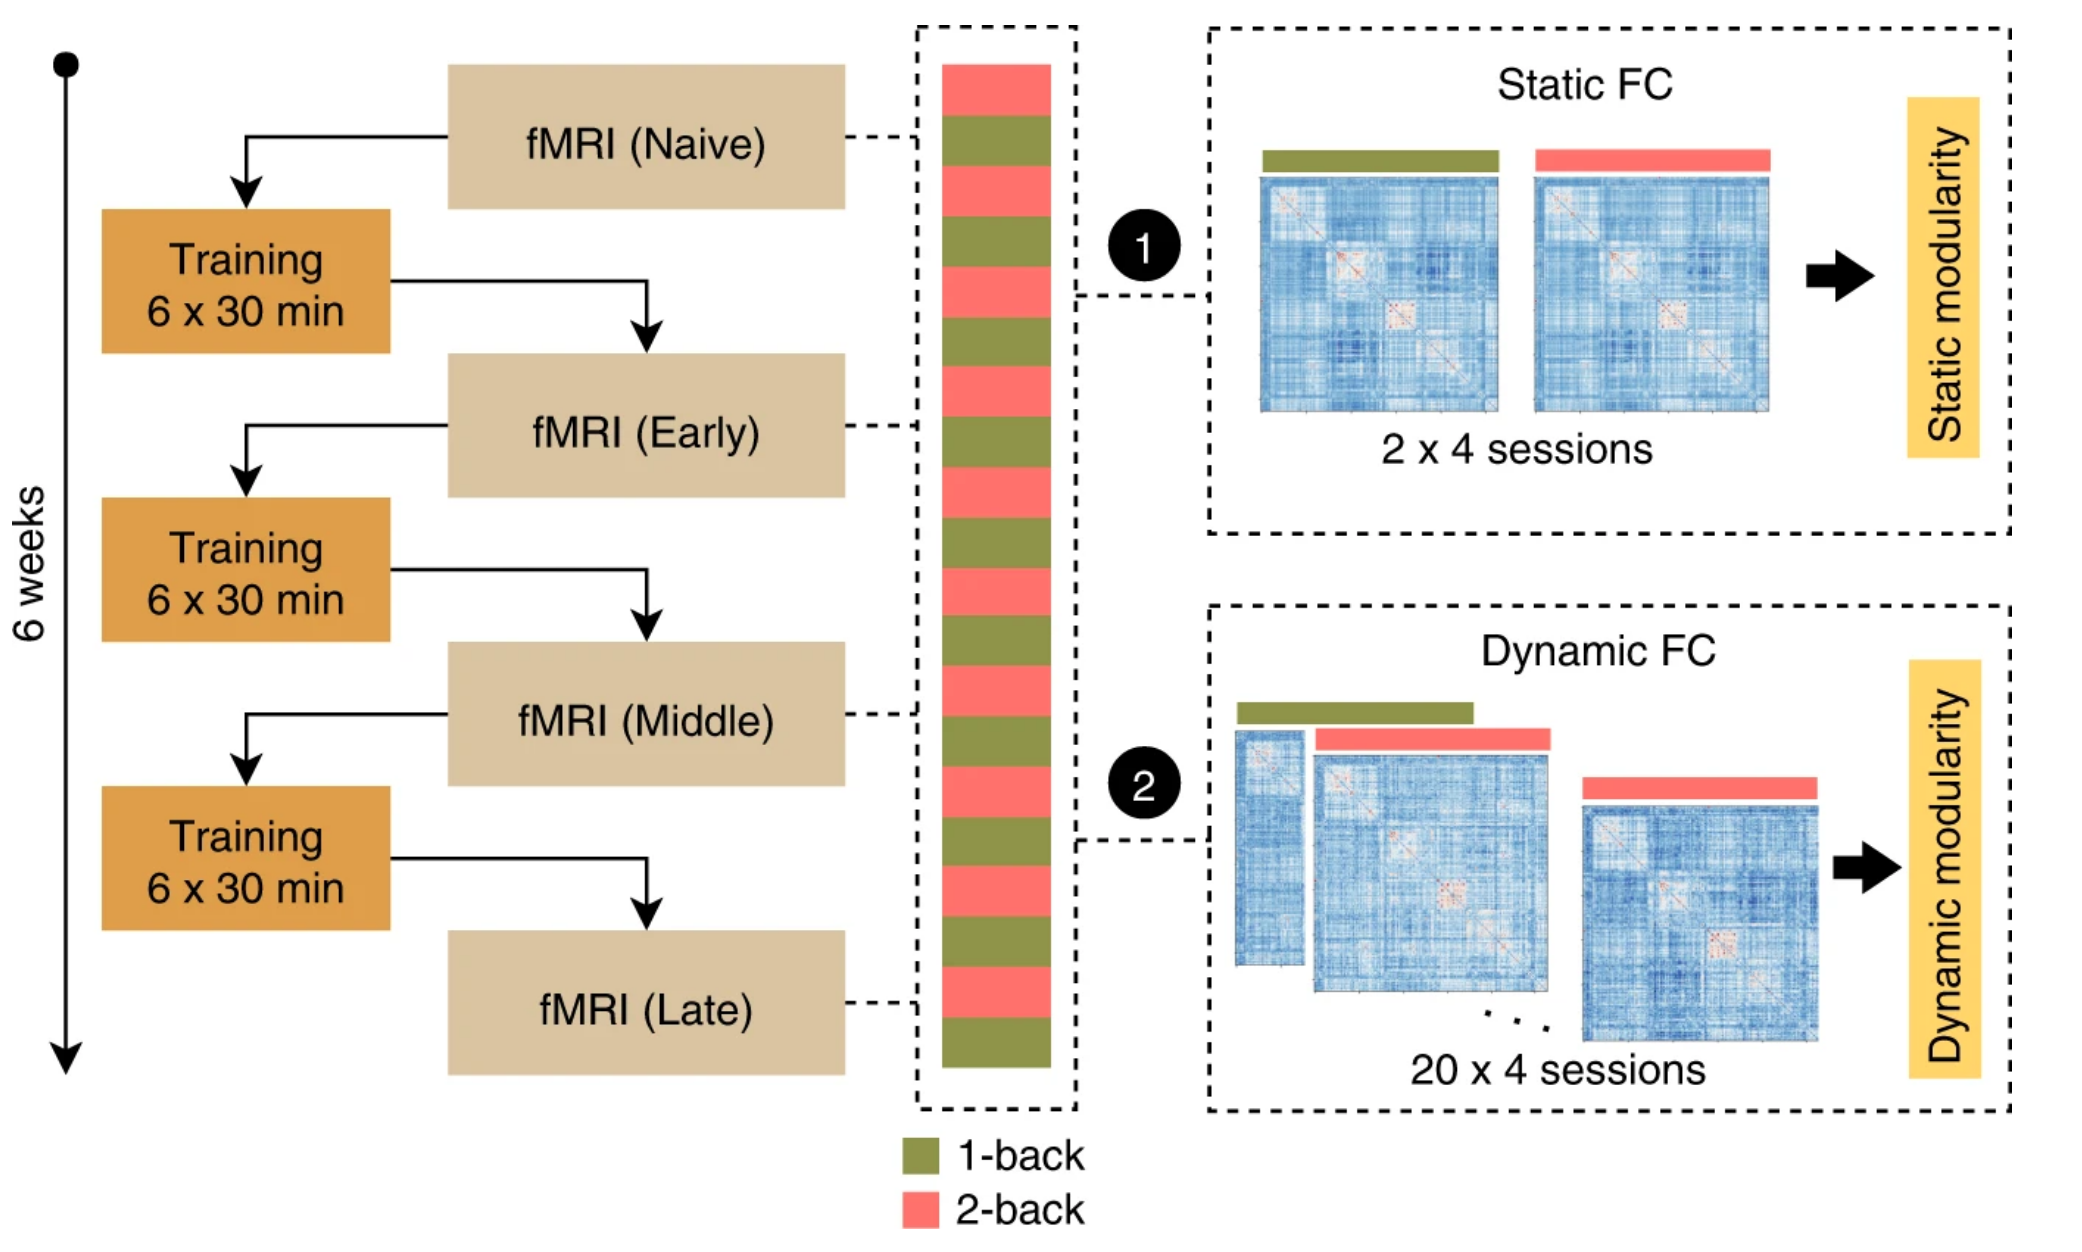 6 weeks
fMRI (Naive)
Training
6 x 30 min
fMRI (Early)
Training
6 x 30 min
fMRI (Middle)
Training
6 x 30 min
fMRI (Late)
1-back
2-back
1
Static FC
2 x 4 sessions
Static modularity
2
Dynamic FC
. . .
20 x 4 sessions
Dynamic modularity